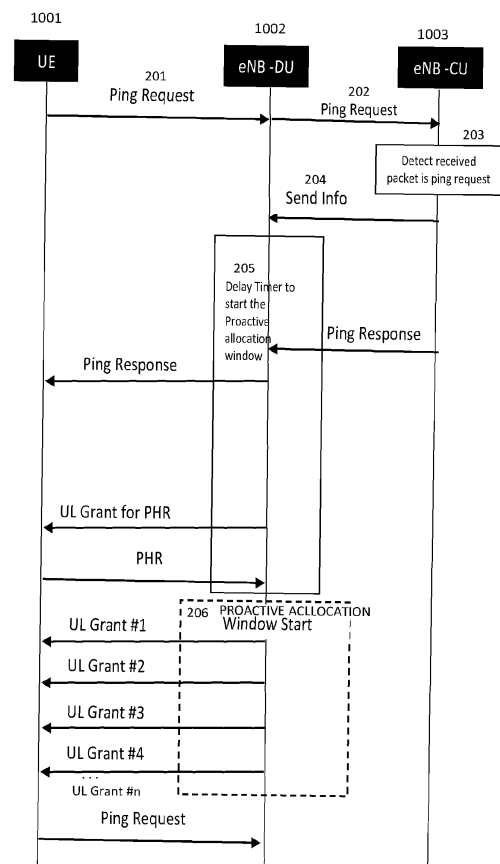 1001
1002
1003
UE
eNB -DU
eNB -CU
201
Ping Request
202
Ping Request
203
Detect received
packet is ping request
204
Send Info
205
Delay Timer to
start the
Proactive
allocation
window
Ping Response
Ping Response
UL Grant for PHR
PHR
206 PROACTIVE ACLLOCATION
Window Start
UL Grant #1
UL Grant #2
UL Grant #3
UL Grant #4
...
UL Grant #n
Ping Request